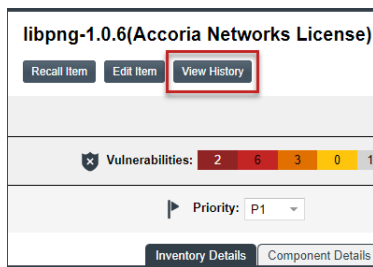 libpng-1.0.6(Accoria Networks License)
Recall Item Edit Item View History
Vulnerabilities: 2 6 3 0 1
Priority: P1
Inventory Details Component Details